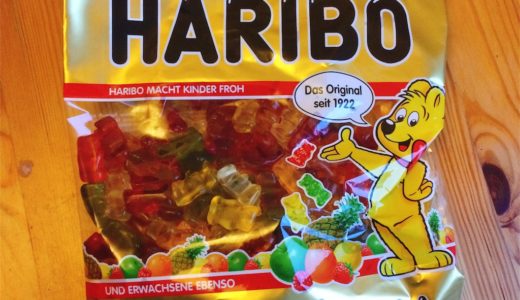 HARIBO
HARIBO MACHT KINDER FROH
Das Original
seit 1922
UND ERWACHSENE EBENSO